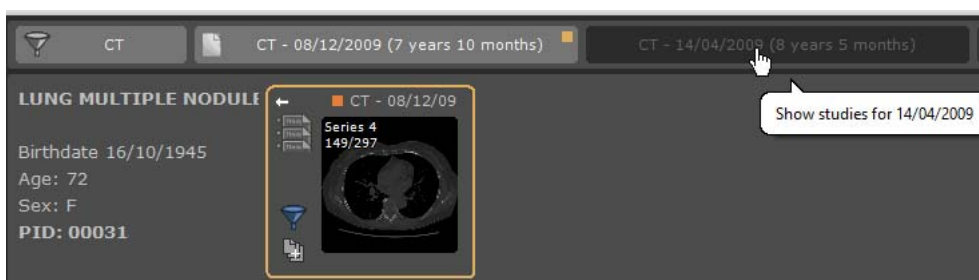 CT
CT - 08/12/2009 (7 years 10 months)
CT - 14/04/2009 (8 years 5 months)
Show studies for 14/04/2009
LUNG MULTIPLE NODULE
Birthdate 16/10/1945
Age: 72
Sex: F
PID: 00031
CT - 08/12/09
Series 4
149/297